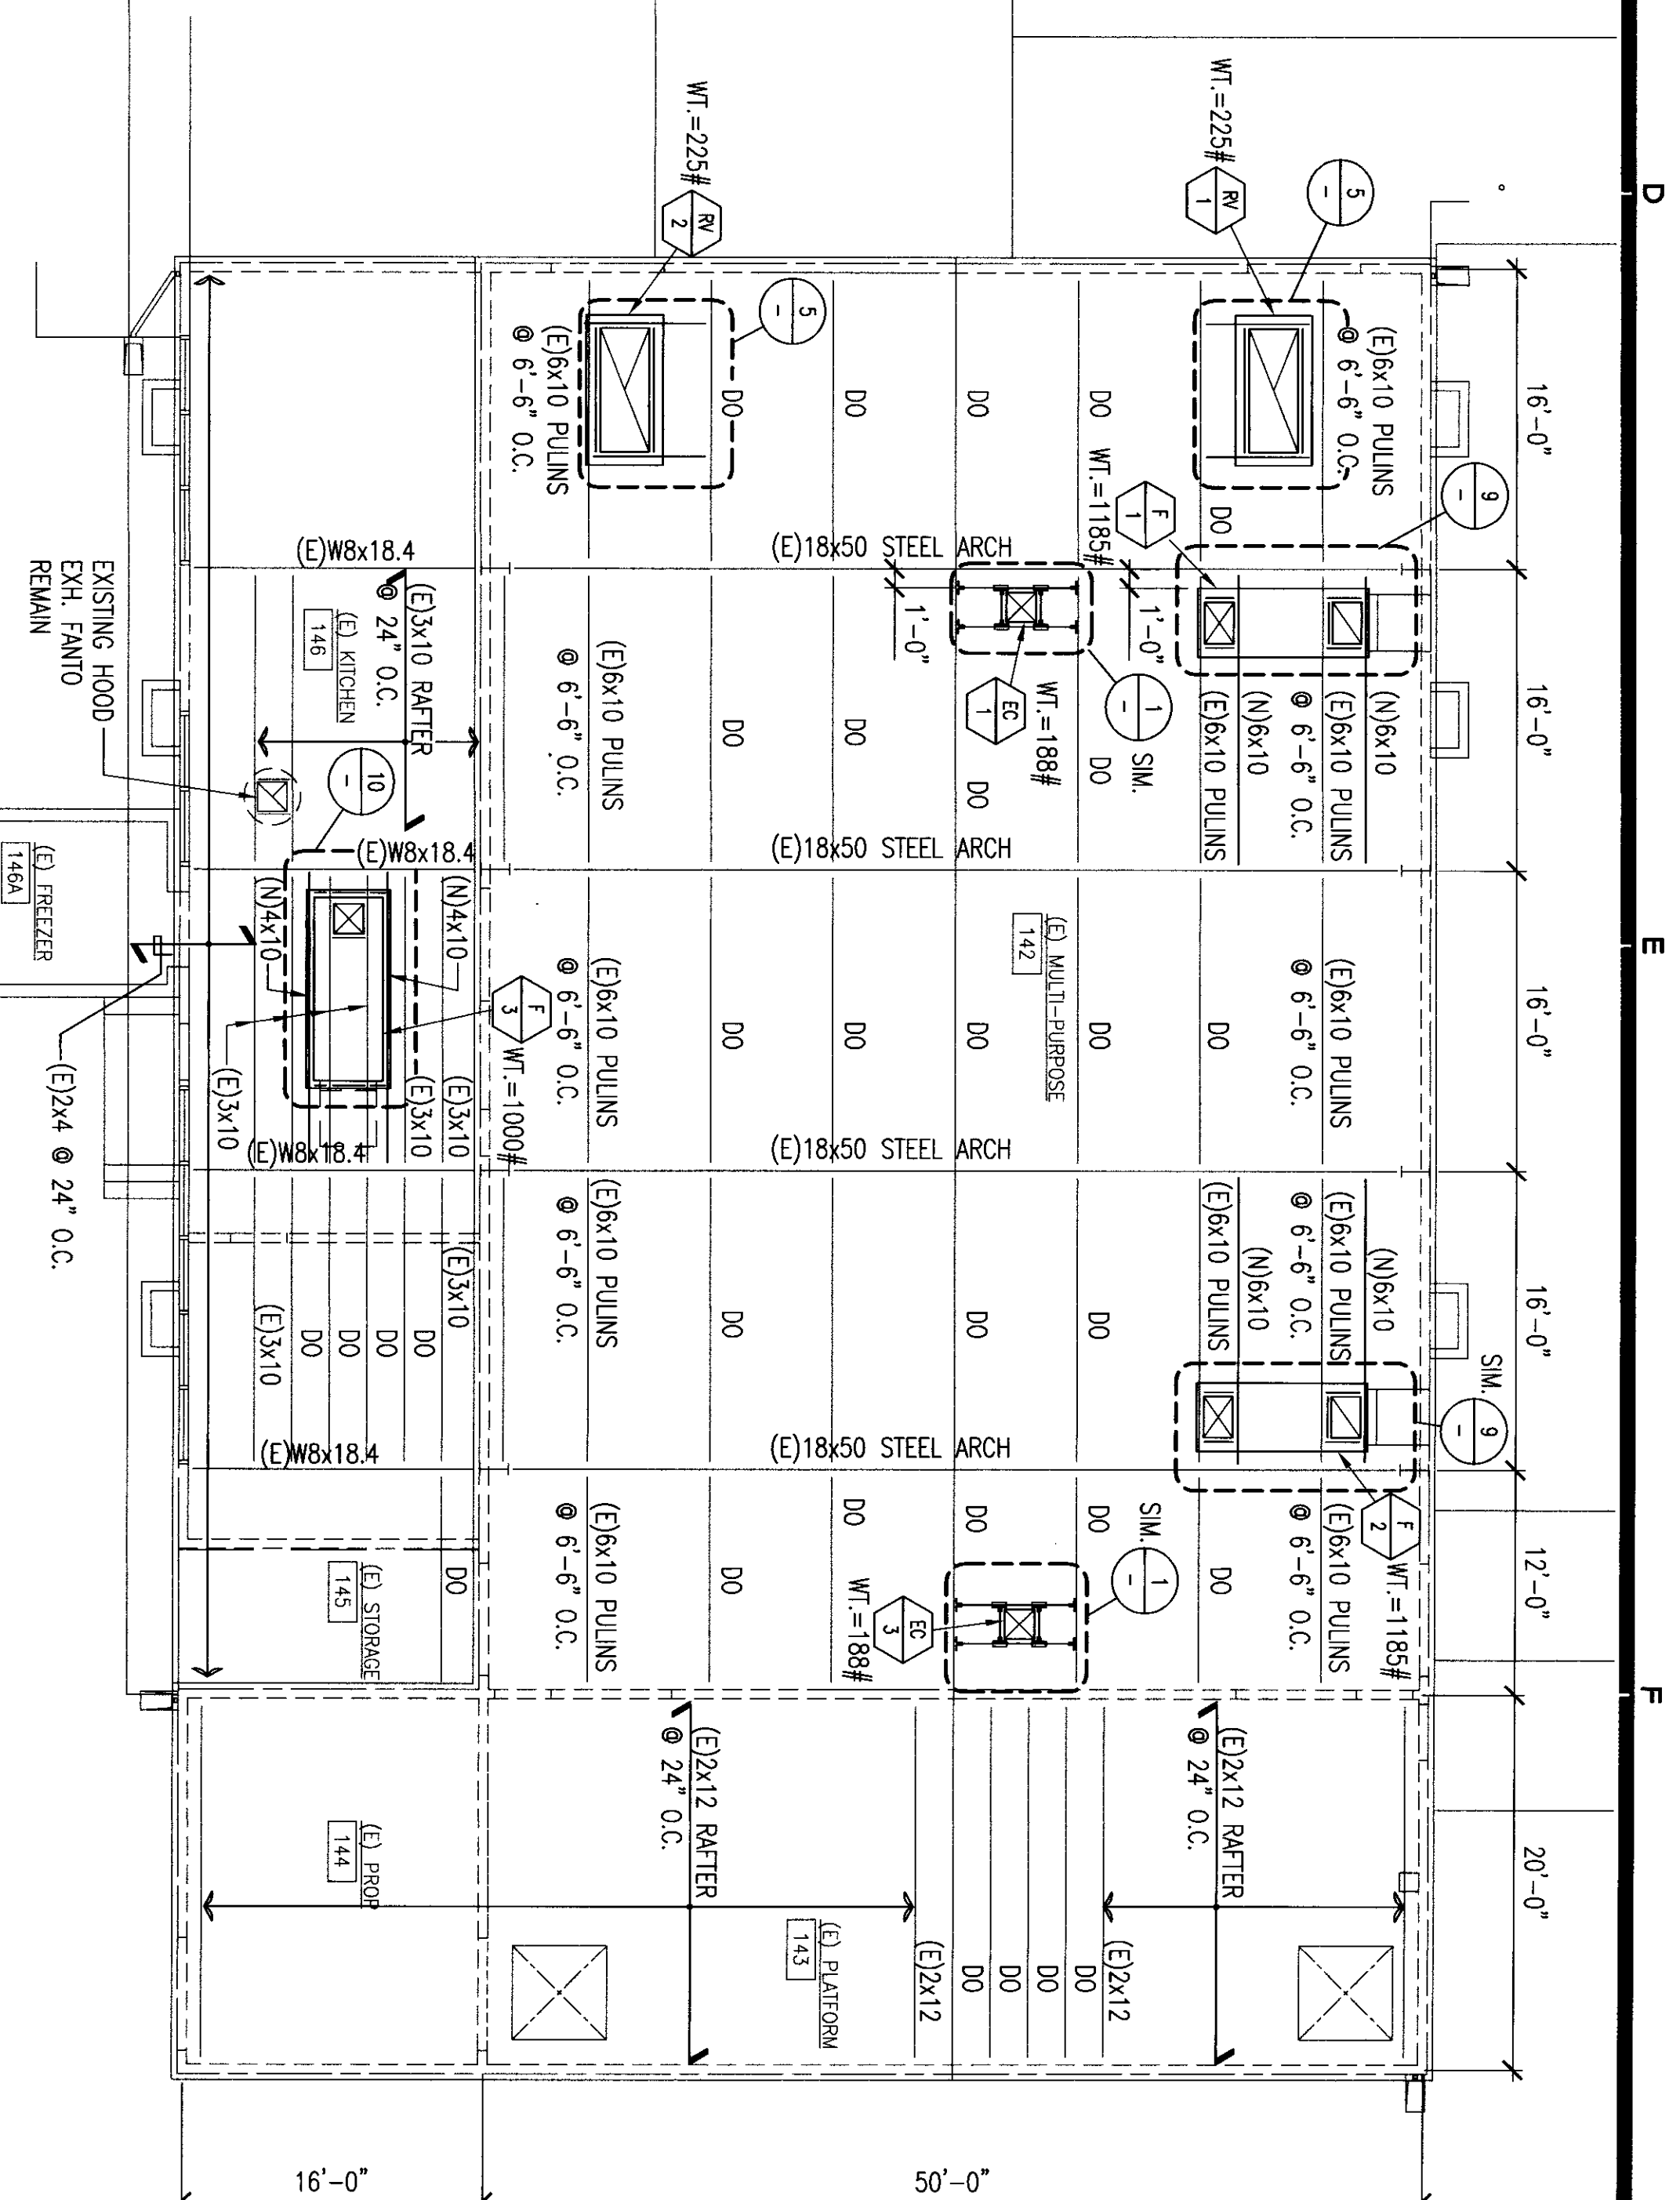 D
E
F
16'-0"
16'-0"
16'-0"
16'-0"
12'-0"
20'-0"
5
-
9
-
SIM.
9
-
WT.=225#
RV
1
(E)6x10 PULINS
@ 6'-6" O.C.
DO
F
1
WT.=1185#
(N)6x10
(E)6x10 PULINS
@ 6'-6" O.C.
(N)6x10
(E)6x10 PULINS
(E)6x10 PULINS
@ 6'-6" O.C.
DO
(N)6x10
(E)6x10 PULINS
@ 6'-6" O.C.
(N)6x10
(E)6x10 PULINS
F
2
WT.=1185#
(E)6x10 PULINS
@ 6'-6" O.C.
DO
(E)2x12 RAFTER
@ 24" O.C.
1'-0"
1'-0"
DO
DO
DO
DO
1
-
SIM.
DO
WT.=188#
EC
1
DO
DO
DO
(E) MULTI-PURPOSE
142
DO
DO
DO
DO
DO
DO
DO
SIM.
1
-
DO
DO
DO
DO
WT.=188#
EC
3
(E)2x12
DO
DO
DO
DO
(E)2x12
(E) PLATFORM
143
(E)18x50 STEEL ARCH
(E)18x50 STEEL ARCH
(E)18x50 STEEL ARCH
(E)18x50 STEEL ARCH
WT.=225#
RV
2
5
-
(E)6x10 PULINS
@ 6'-6" O.C.
(E)6x10 PULINS
@ 6'-6" O.C.
(E)6x10 PULINS
@ 6'-6" O.C.
(E)6x10 PULINS
@ 6'-6" O.C.
(E)6x10 PULINS
@ 6'-6" O.C.
(E)2x12 RAFTER
@ 24" O.C.
F
3
WT.=1000#
(E)W8x18.4
(E)3x10 RAFTER
@ 24" O.C.
(E) KITCHEN
146
10
-
(E)W8x18.4
(N)4x10
(N)4x10
(E)3x10
(E)3x10
(E)3x10
(E)W8x18.4
(E)3x10
DO
DO
DO
DO
(E)3x10
(E)W8x18.4
DO
(E) STORAGE
145
(E) PROP
144
EXISTING HOOD
EXH. FANTO
REMAIN
(E) FREEZER
146A
(E)2x4 @ 24" O.C.
16'-0"
50'-0"